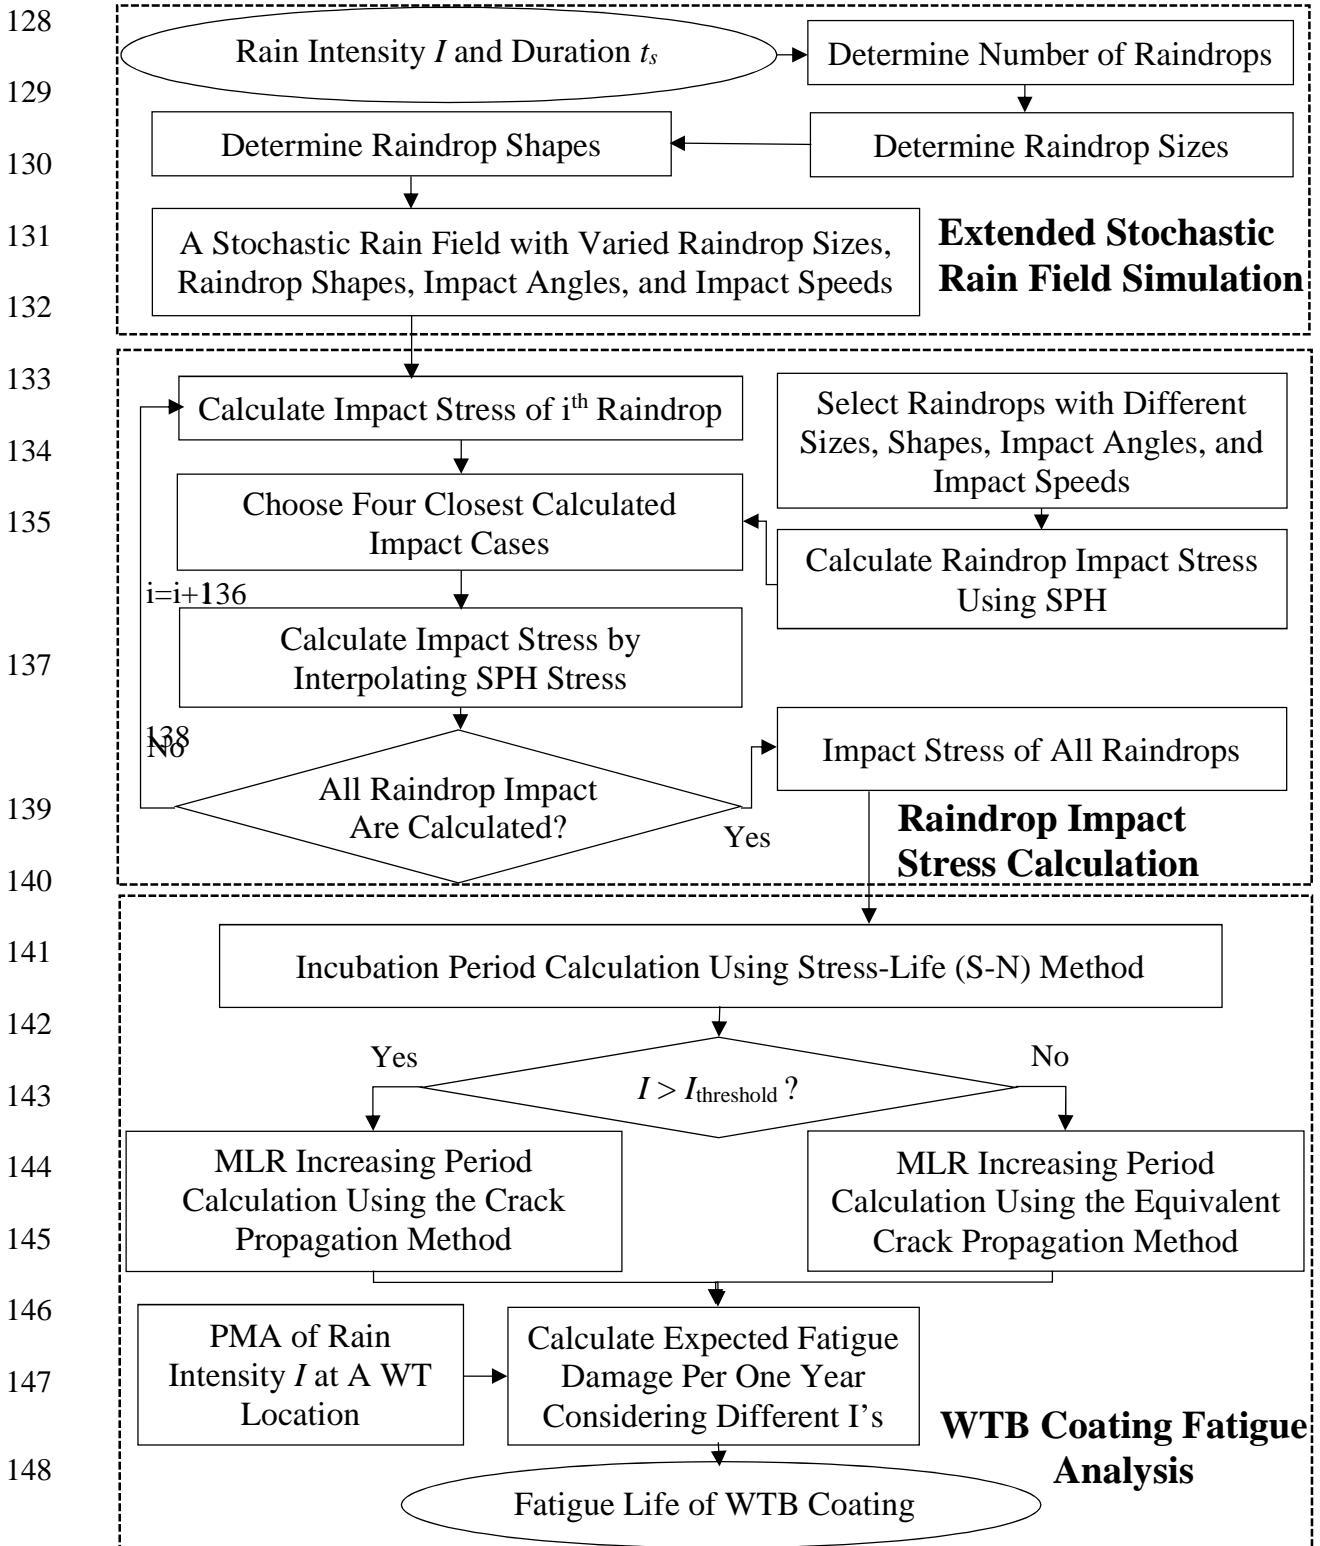 128
Rain Intensity I and Duration ts
Determine Number of Raindrops
129
Determine Raindrop Shapes
Determine Raindrop Sizes
130
131
A Stochastic Rain Field with Varied Raindrop Sizes,
Raindrop Shapes, Impact Angles, and Impact Speeds
Extended Stochastic
Rain Field Simulation
132
133
Calculate Impact Stress of ith Raindrop
Select Raindrops with Different
Sizes, Shapes, Impact Angles, and
Impact Speeds
134
Choose Four Closest Calculated
Impact Cases
135
Calculate Raindrop Impact Stress
Using SPH
i=i+1
136
Calculate Impact Stress by
Interpolating SPH Stress
137
138
No
Impact Stress of All Raindrops
All Raindrop Impact
Are Calculated?
139
Yes
Raindrop Impact
Stress Calculation
140
141
Incubation Period Calculation Using Stress-Life (S-N) Method
142
Yes
No
143
I > Ithreshold ?
144
MLR Increasing Period
Calculation Using the Crack
Propagation Method
MLR Increasing Period
Calculation Using the Equivalent
Crack Propagation Method
145
146
PMA of Rain
Intensity I at A WT
Location
Calculate Expected Fatigue
Damage Per One Year
Considering Different I's
147
WTB Coating Fatigue
Analysis
148
Fatigue Life of WTB Coating